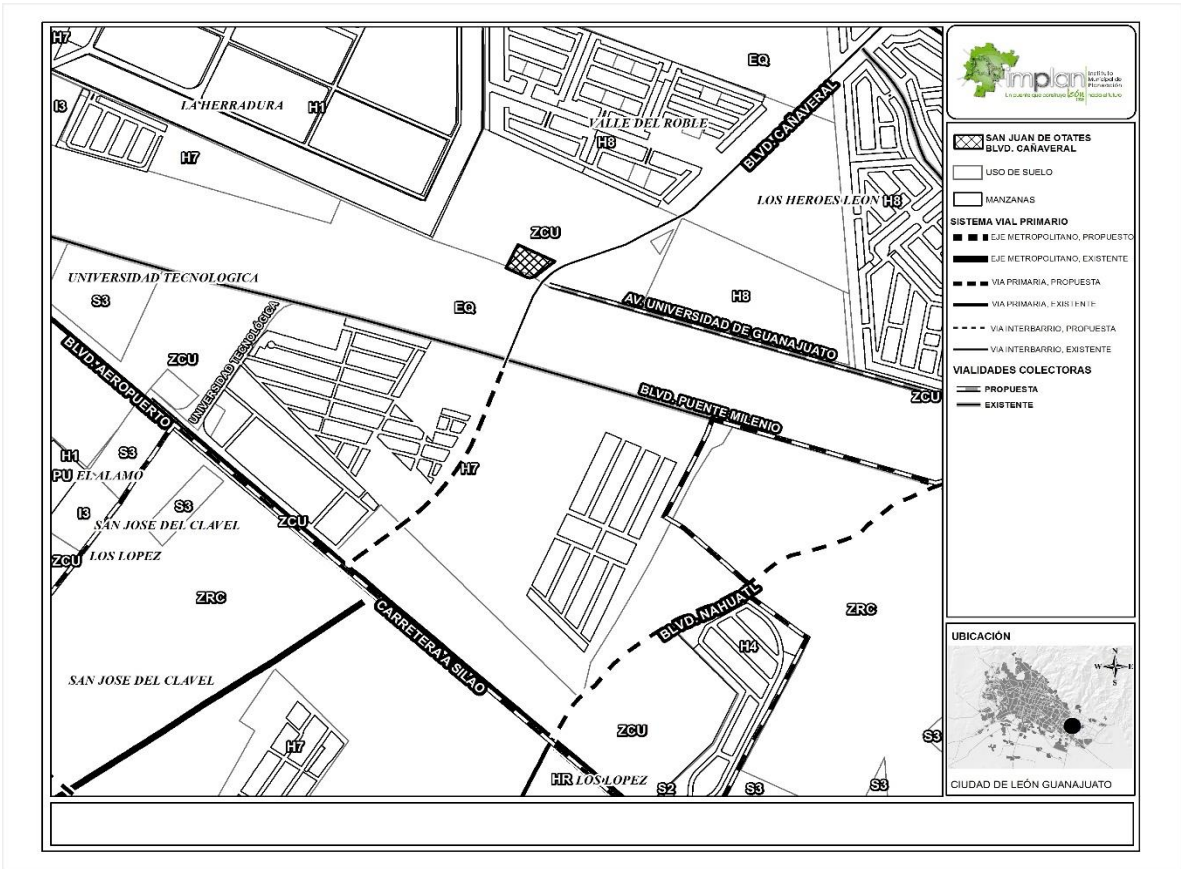 H7
EQ
I3
LA HERRADURA
H1
BLVD. CAÑAVERAL
VALLE DEL ROBLE
H8
H7
LOS HEROES LEON
H8
ZCU
UNIVERSIDAD TECNOLOGICA
S3
EQ
H8
AV. UNIVERSIDAD DE GUANAJUATO
UNIVERSIDAD TECNOLÓGICA
BLVD. AEROPUERTO
ZCU
BLVD. PUENTE MILENIO
ZCU
H1
S3
PU
EL ALAMO
H7
I3
S3
SAN JOSE DEL CLAVEL
ZCU
ZCU
LOS LOPEZ
ZRC
CARRETERA A SILAO
BLVD. NAHUATL
ZRC
H4
SAN JOSE DEL CLAVEL
H7
ZCU
S3
HR
LOS LOPEZ
S2
S3
S3
implan
Instituto
Municipal de
Planeación
SAN JUAN DE OTATES
BLVD. CAÑAVERAL
USO DE SUELO
MANZANAS
SISTEMA VIAL PRIMARIO
EJE METROPOLITANO, PROPUESTO
EJE METROPOLITANO, EXISTENTE
VIA PRIMARIA, PROPUESTA
VIA PRIMARIA, EXISTENTE
VIA INTERBARRIO, PROPUESTA
VIA INTERBARRIO, EXISTENTE
VIALIDADES COLECTORAS
PROPUESTA
EXISTENTE
UBICACIÓN
N
W
E
S
CIUDAD DE LEÓN GUANAJUATO